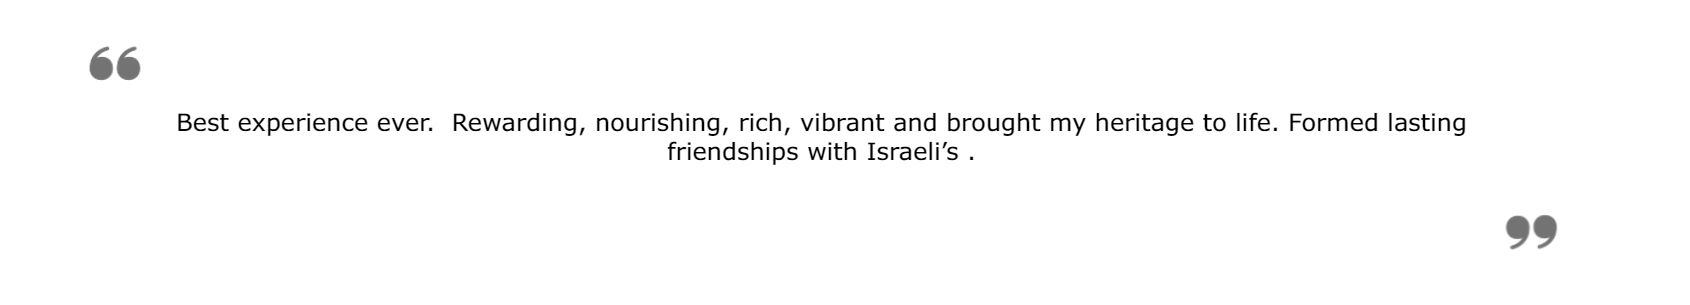 “
Best experience ever.  Rewarding, nourishing, rich, vibrant and brought my heritage to life. Formed lasting
friendships with Israeli’s .
”